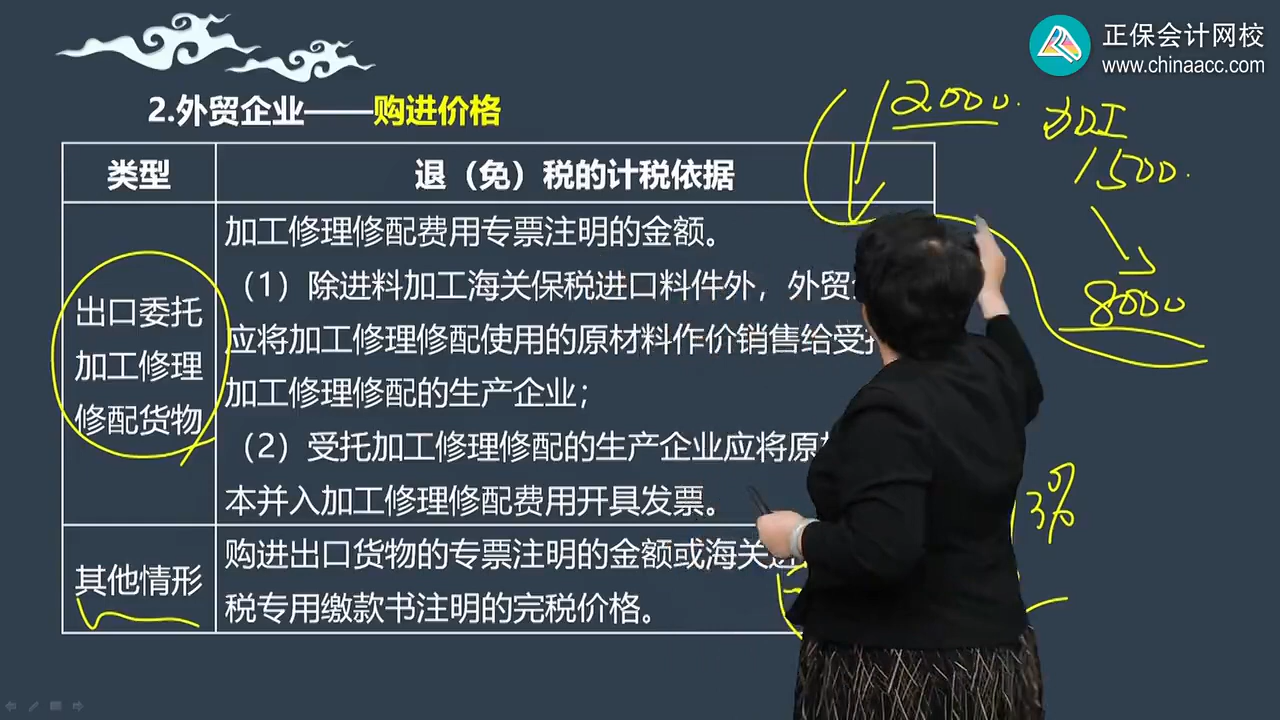 正保会计网校
www.chinaacc.com
2.外贸企业——购进价格
2000.
加工
1500.
8000
类型
退（免）税的计税依据
出口委托
加工修理
修配货物
加工修理修配费用专票注明的金额。
（1）除进料加工海关保税进口料件外，外贸
应将加工修理修配使用的原材料作价销售给受
加工修理修配的生产企业；
（2）受托加工修理修配的生产企业应将原
本并入加工修理修配费用开具发票。
3%
其他情形
购进出口货物的专票注明的金额或海关
税专用缴款书注明的完税价格。